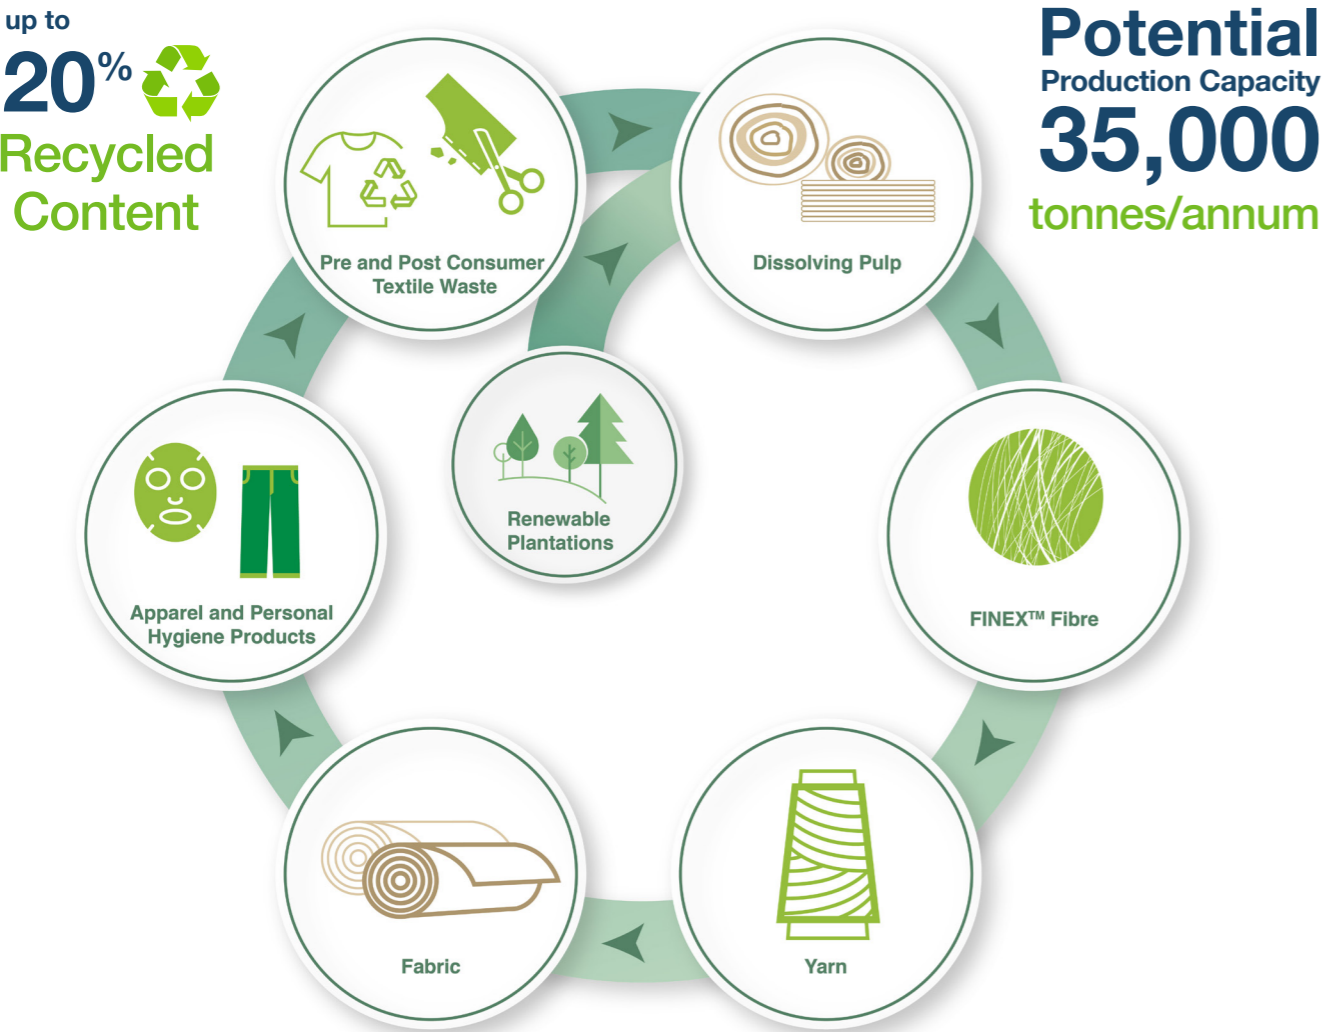 up to
20%
Recycled
Content
Potential
Production Capacity
35,000
tonnes/annum
Pre and Post Consumer
Textile Waste
Dissolving Pulp
Renewable
Plantations
Apparel and Personal
Hygiene Products
FINEX™ Fibre
Fabric
Yarn